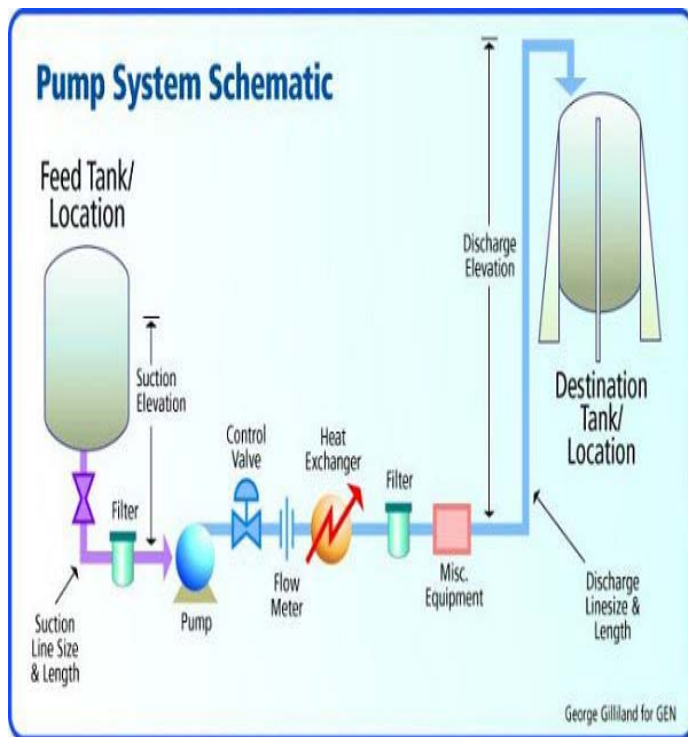 Pump System Schematic
Feed Tank/
Location
Suction
Elevation
Discharge
Elevation
Destination
Tank/
Location
Control
Valve
Heat
Exchanger
Filter
Filter
Pump
Flow
Meter
Misc.
Equipment
Suction
Line Size
& Length
Discharge
Linesize &
Length
George Gilliland for GEN